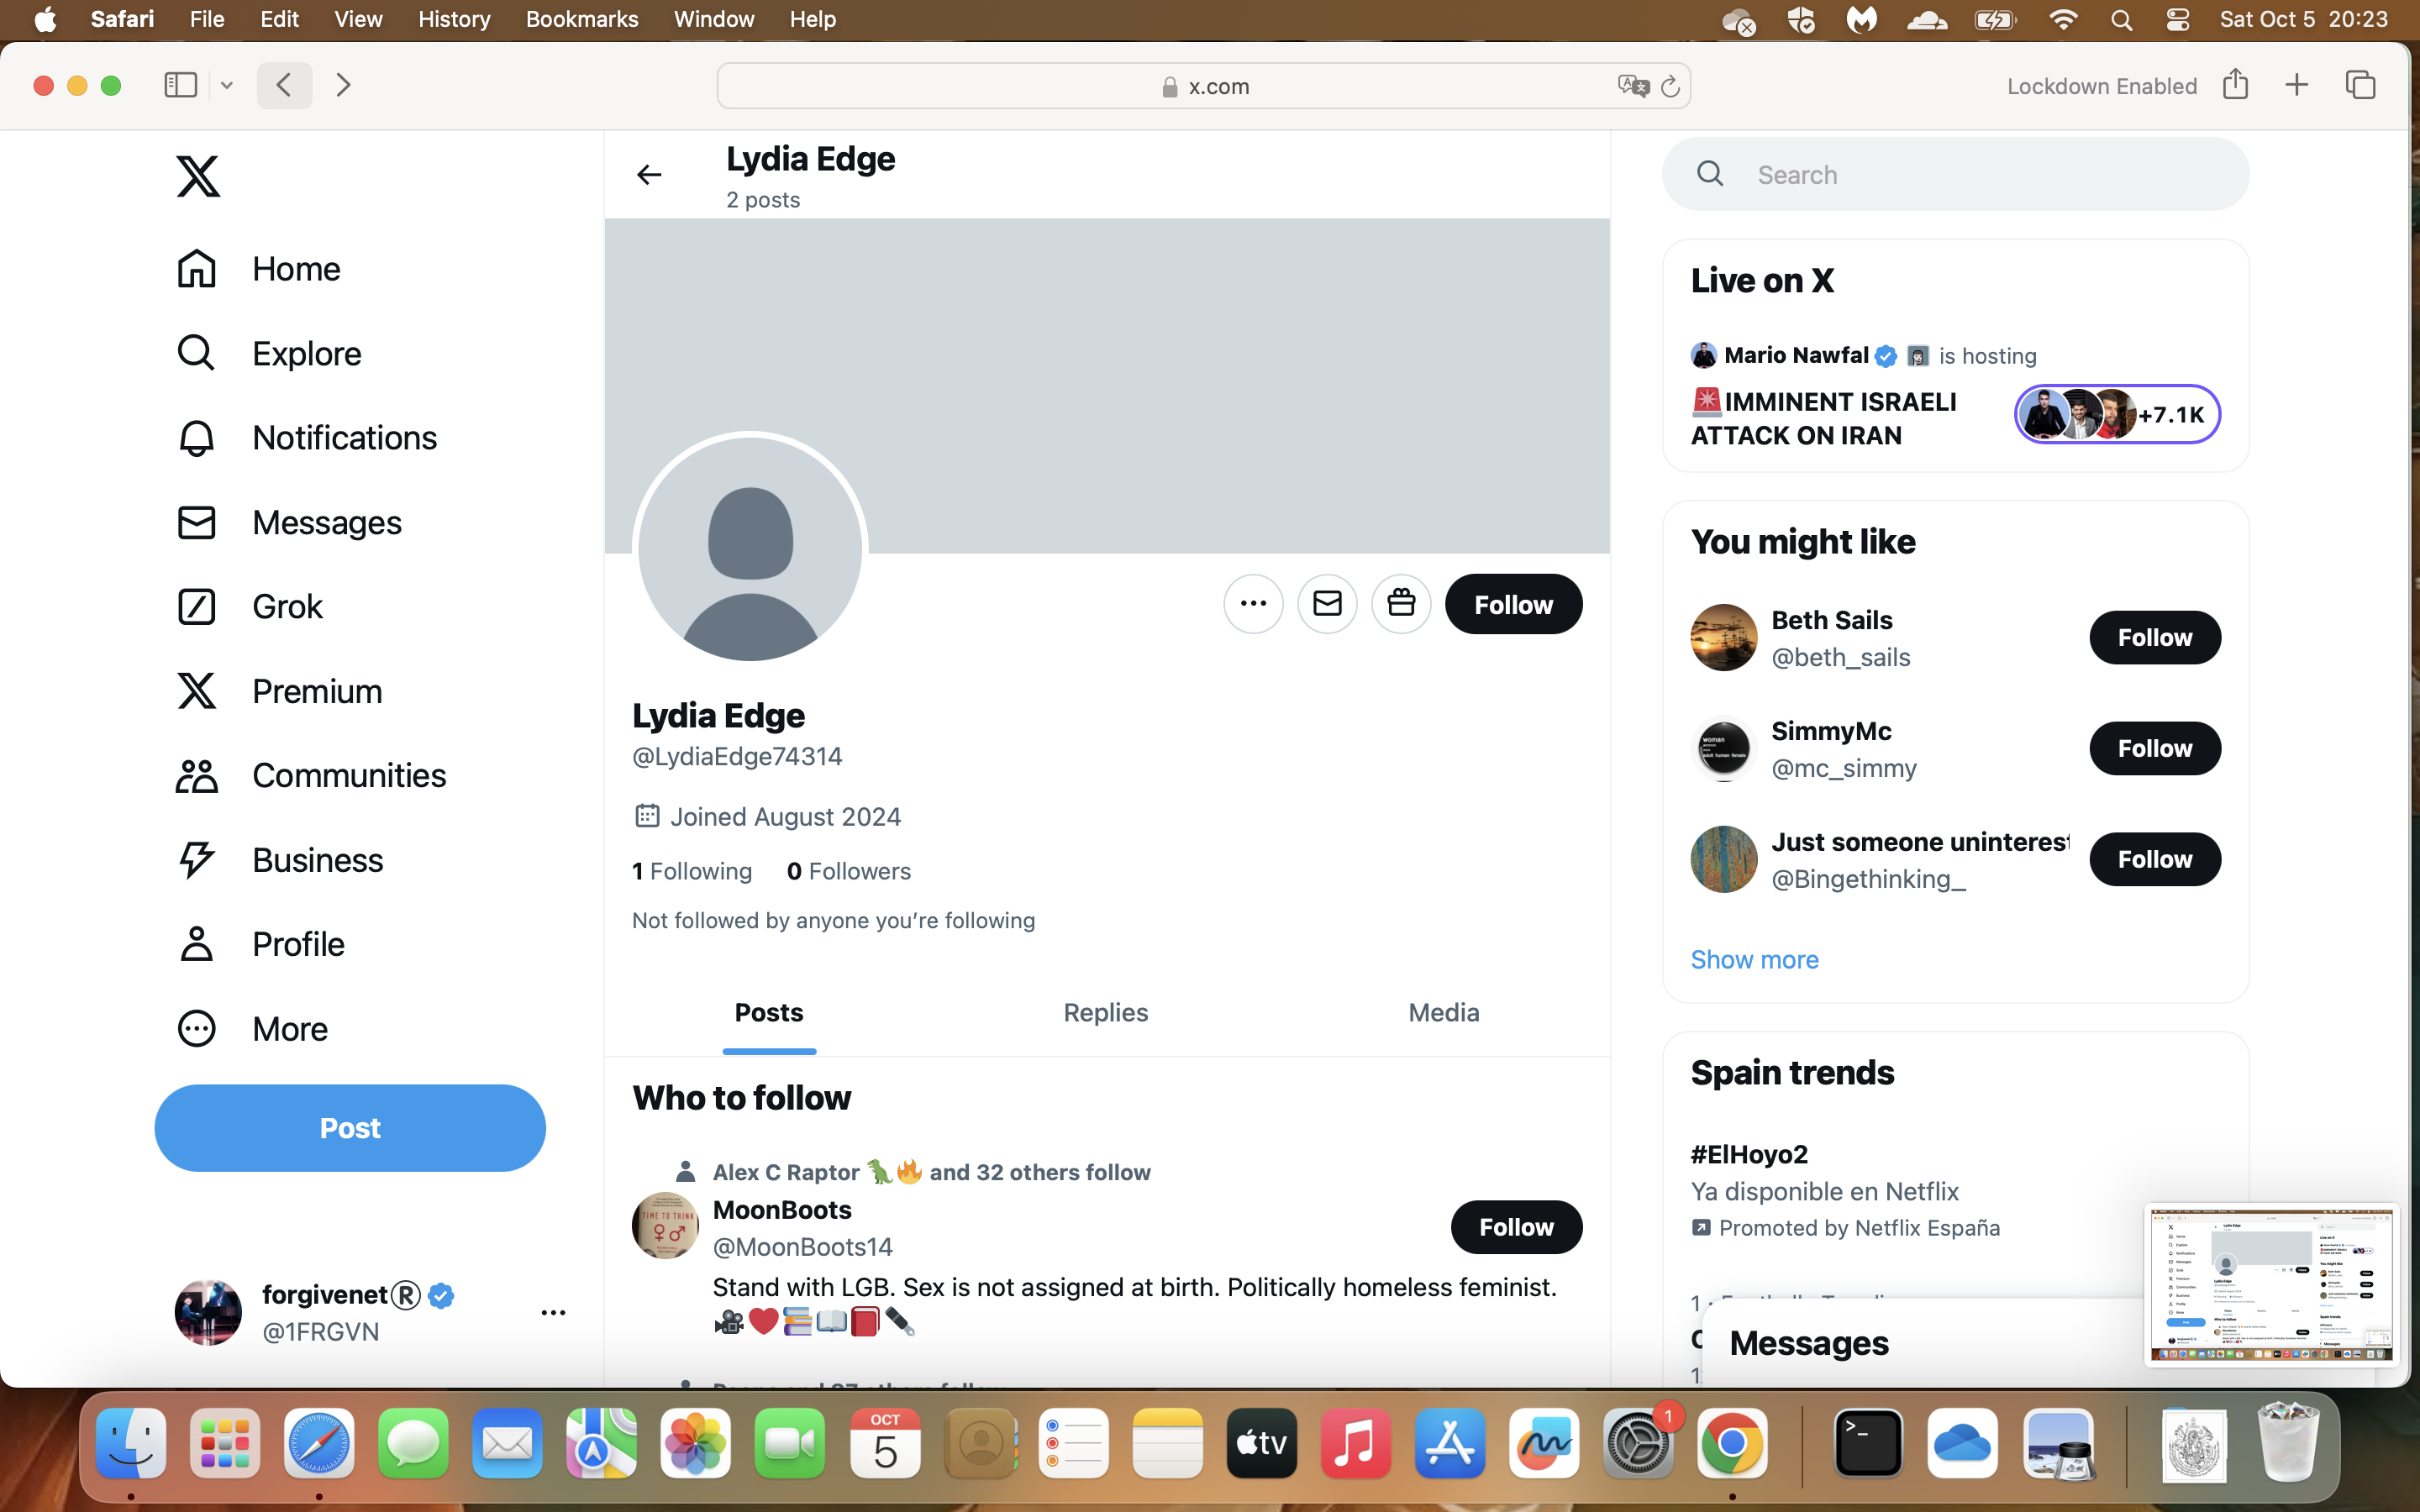 Safari File Edit View History Bookmarks Window Help
Sat Oct 5 20:23
x.com
Lockdown Enabled
Home
Explore
Notifications
Messages
Grok
Premium
Communities
Business
Profile
More
Post
forgivenet®
@1FRGVN
Lydia Edge
2 posts
Follow
Lydia Edge
@LydiaEdge74314
Joined August 2024
1 Following 0 Followers
Not followed by anyone you're following
Posts Replies Media
Who to follow
Alex C Raptor 🦖🔥 and 32 others follow
MoonBoots
@MoonBoots14
Follow
Stand with LGB. Sex is not assigned at birth. Politically homeless feminist.
🎥❤️📚📖📕✒️
TIME TO THINK
Search
Live on X
Mario Nawfal is hosting
🚨IMMINENT ISRAELI
ATTACK ON IRAN
+7.1K
You might like
Beth Sails
@beth_sails
Follow
SimmyMc
@mc_simmy
Follow
Just someone uninterest
@Bingethinking_
Follow
Show more
Spain trends
#ElHoyo2
Ya disponible en Netflix
Promoted by Netflix España
Messages
OCT
5
tv
1